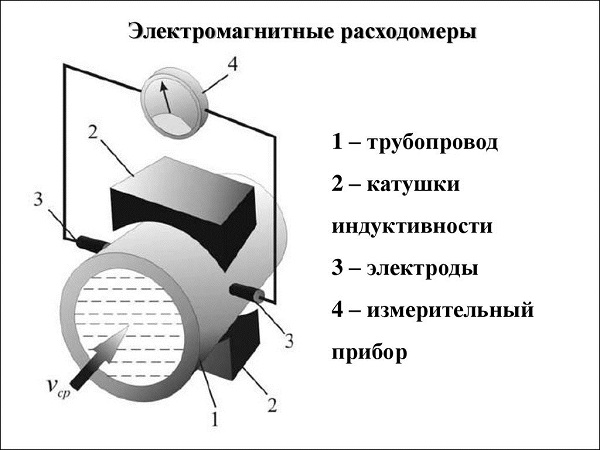 Электромагнитные расходомеры
4
2
3
1 – трубопровод
2 – катушки
индуктивности
3 – электроды
4 – измерительный
прибор
3
vср
1
2